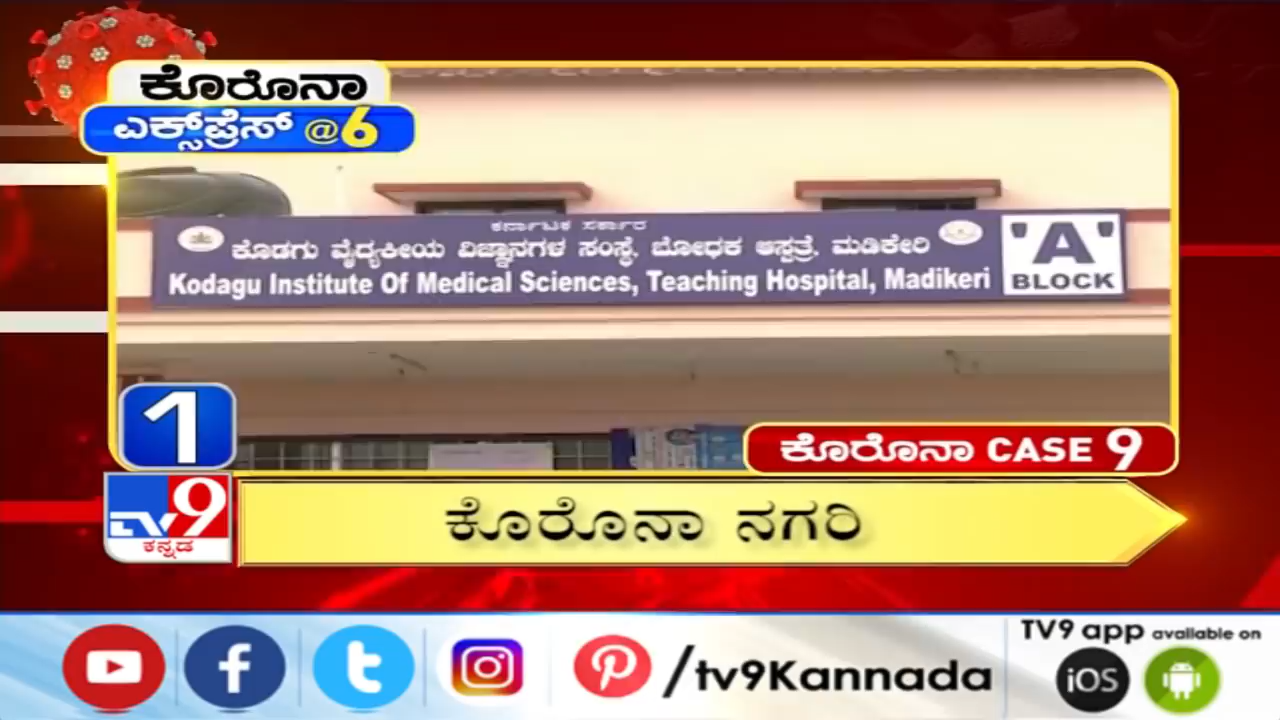 ಕೊರೊನಾ
ಎಕ್ಸ್‌ಪ್ರೆಸ್ @6
ಕರ್ನಾಟಕ ಸರ್ಕಾರ
ಕೊಡಗು ವೈದ್ಯಕೀಯ ವಿಜ್ಞಾನಗಳ ಸಂಸ್ಥೆ, ಬೋಧಕ ಆಸ್ಪತ್ರೆ, ಮಡಿಕೇರಿ
Kodagu Institute Of Medical Sciences, Teaching Hospital, Madikeri
'A'
BLOCK
1
ಕೊರೊನಾ CASE 9
TV9
ಕನ್ನಡ
ಕೊರೊನಾ ನಗರಿ
/tv9Kannada
TV9 app available on
iOS